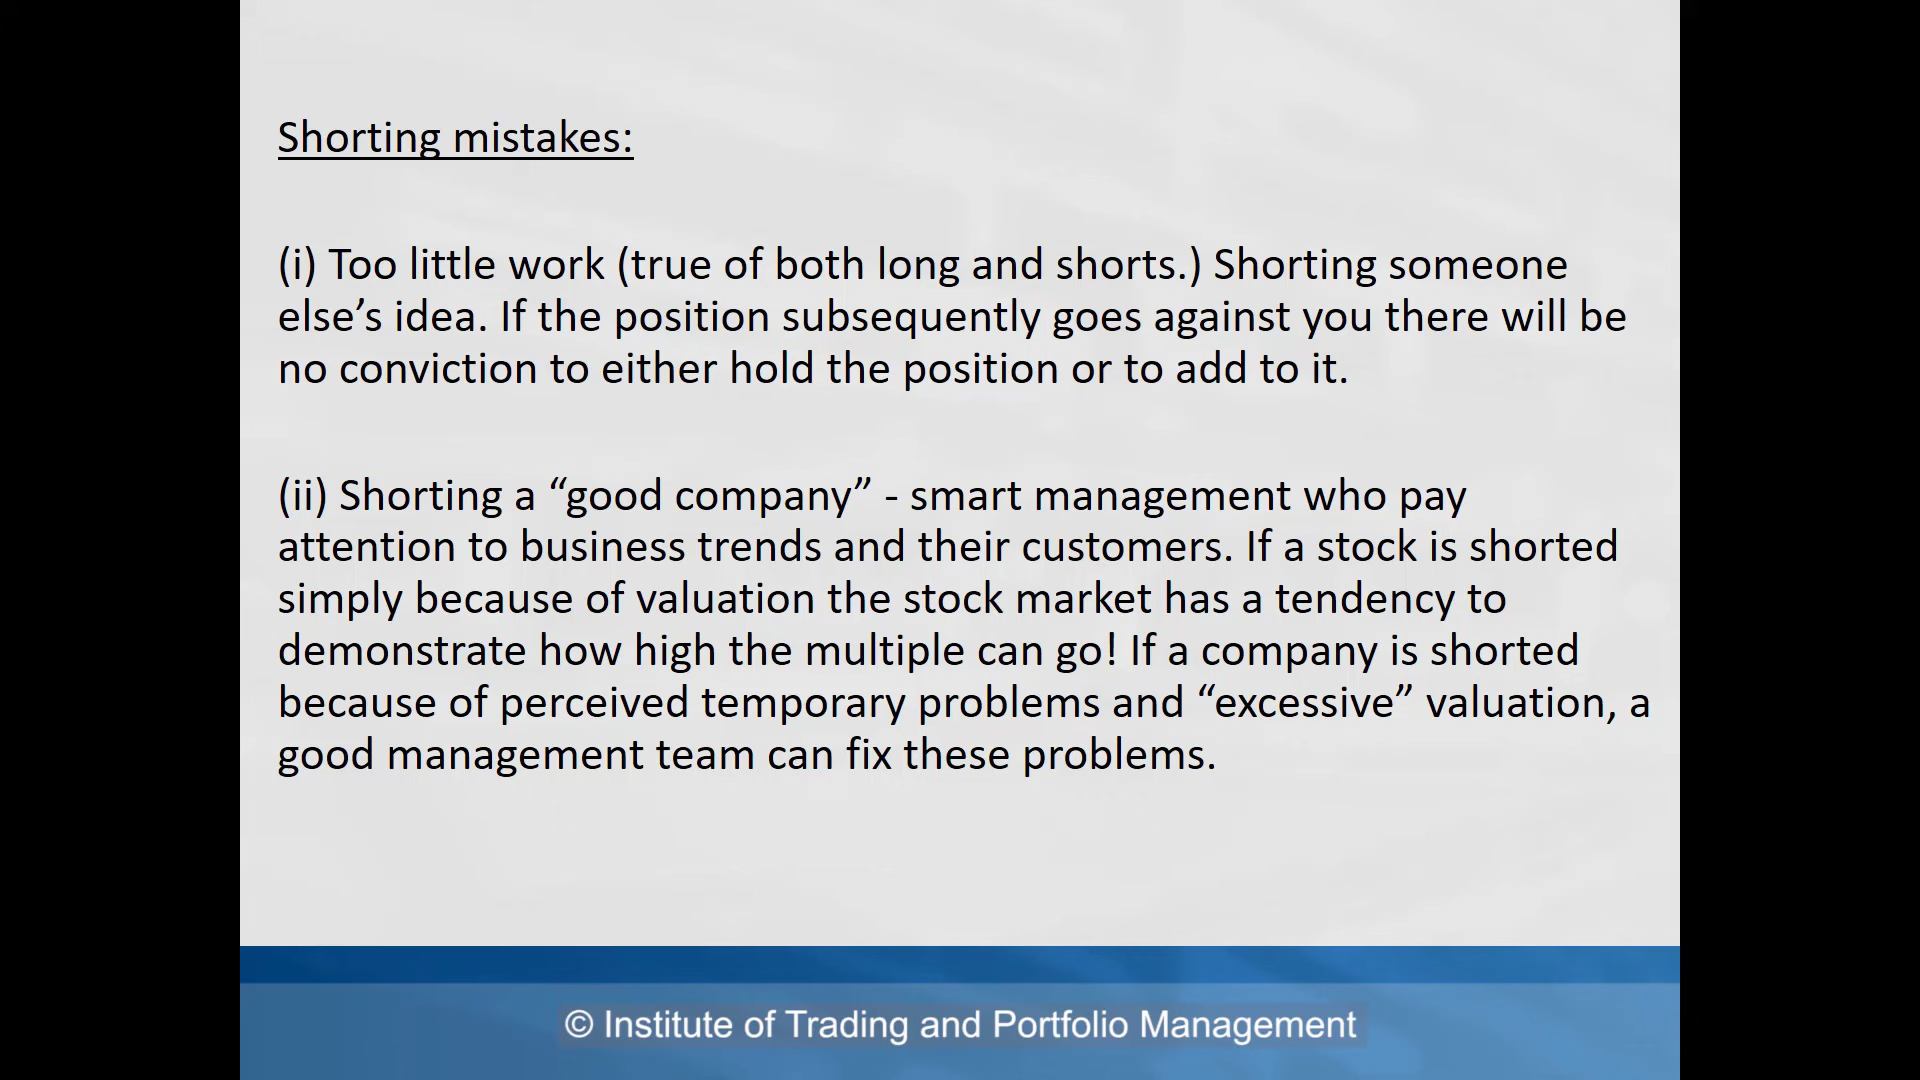 Shorting mistakes:
(i) Too little work (true of both long and shorts.) Shorting someone
else’s idea. If the position subsequently goes against you there will be
no conviction to either hold the position or to add to it.
(ii) Shorting a “good company” - smart management who pay
attention to business trends and their customers. If a stock is shorted
simply because of valuation the stock market has a tendency to
demonstrate how high the multiple can go! If a company is shorted
because of perceived temporary problems and “excessive” valuation, a
good management team can fix these problems.
© Institute of Trading and Portfolio Management